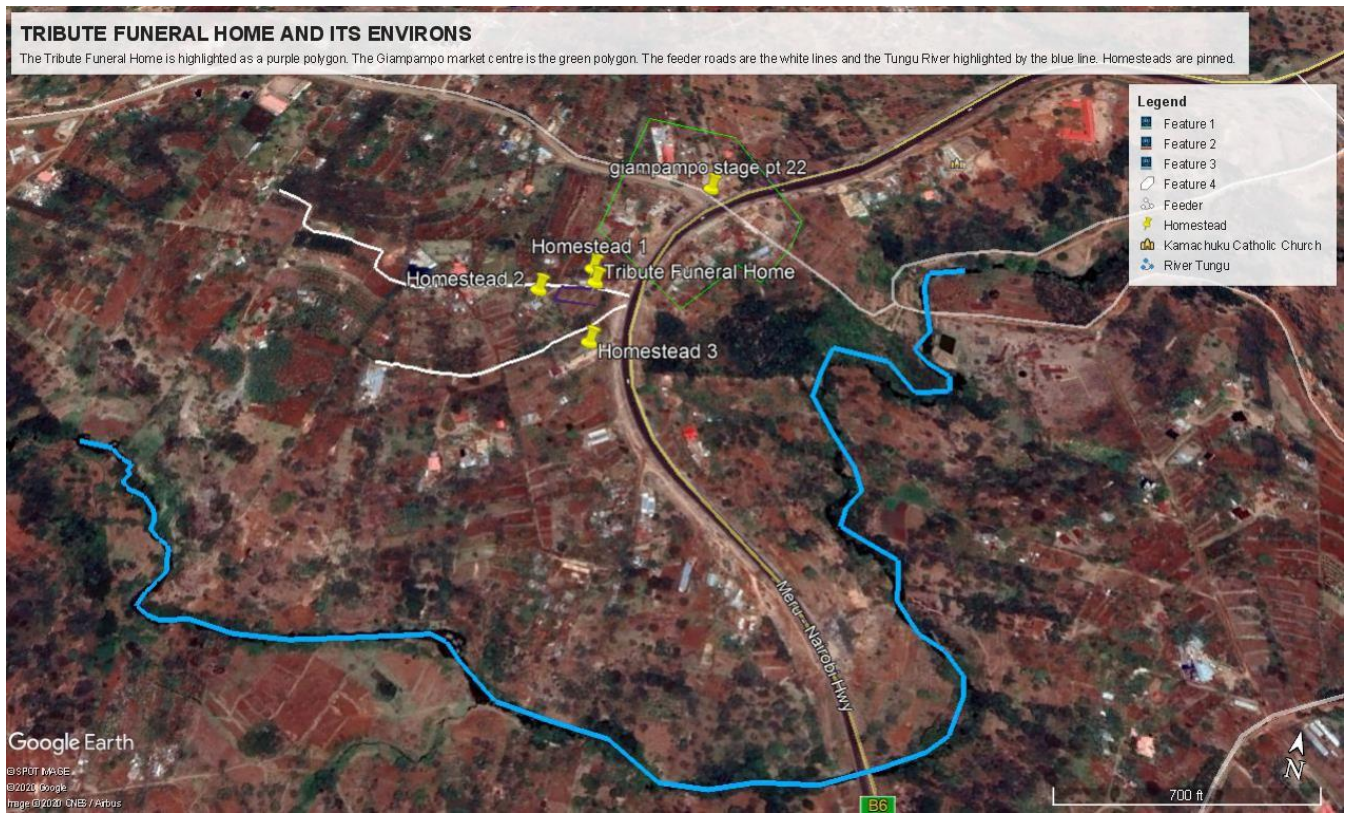 TRIBUTE FUNERAL HOME AND ITS ENVIRONS
The Tribute Funeral Home is highlighted as a purple polygon. The Giampampo market centre is the green polygon. The feeder roads are the white lines and the Tungu River highlighted by the blue line. Homesteads are pinned.
Legend
Feature 1
Feature 2
Feature 3
Feature 4
Feeder
Homestead
Kamachuku Catholic Church
River Tungu
giampampo stage pt 22
Homestead 1
Tribute Funeral Home
Homestead 2
Homestead 3
Meru - Nairobi Hwy
Google Earth
© SPOT IMAGE
© 2020 Google
Image © 2020 CNES / Airbus
B6
N
700 ft